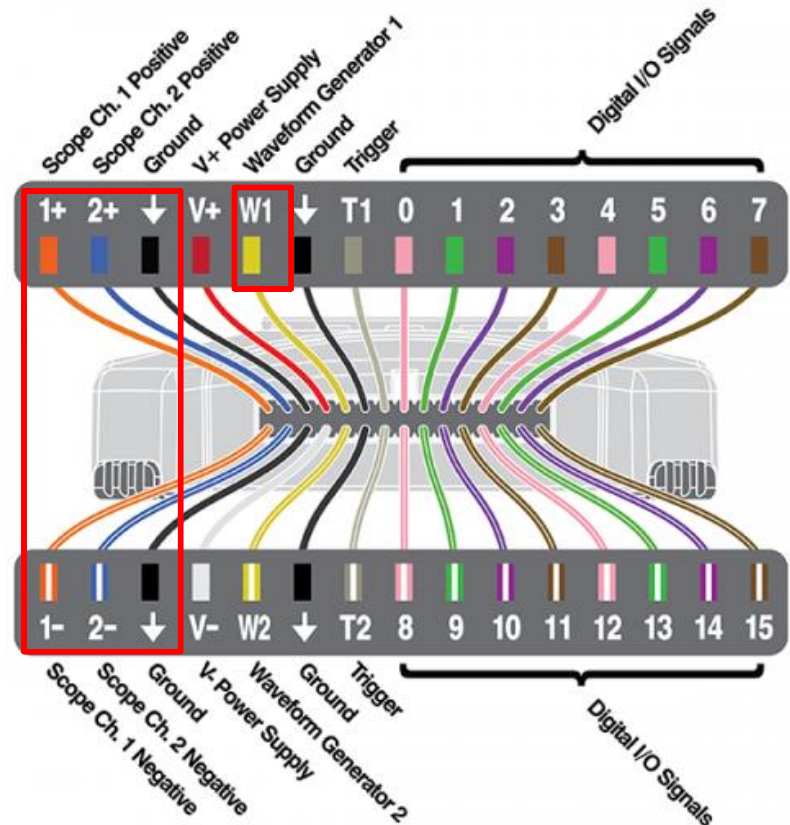 Scope Ch. 1 Positive
Scope Ch. 2 Positive
Ground
V+ Power Supply
Waveform Generator 1
Ground
Trigger
Digital I/O Signals
1+ 2+ ↓ V+ W1 ↓ T1 0 1 2 3 4 5 6 7
1- 2- ↓ V- W2 ↓ T2 8 9 10 11 12 13 14 15
Scope Ch. 1 Negative
Scope Ch. 2 Negative
Ground
V- Power Supply
Waveform Generator 2
Ground
Trigger
Digital I/O Signals